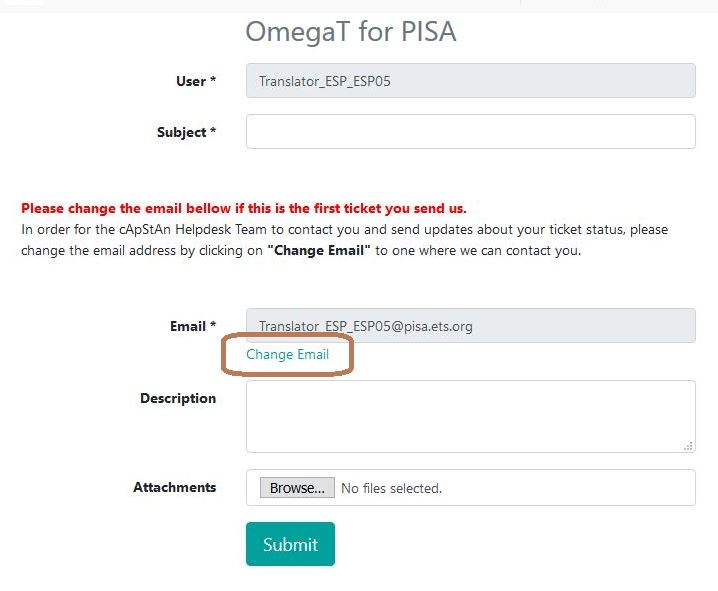 OmegaT for PISA
User *
Translator_ESP_ESP05
Subject *
Please change the email bellow if this is the first ticket you send us.
In order for the cApStAn Helpdesk Team to contact you and send updates about your ticket status, please
change the email address by clicking on "Change Email" to one where we can contact you.
Email *
Translator_ESP_ESP05@pisa.ets.org
Change Email
Description
Attachments
Browse... No files selected.
Submit